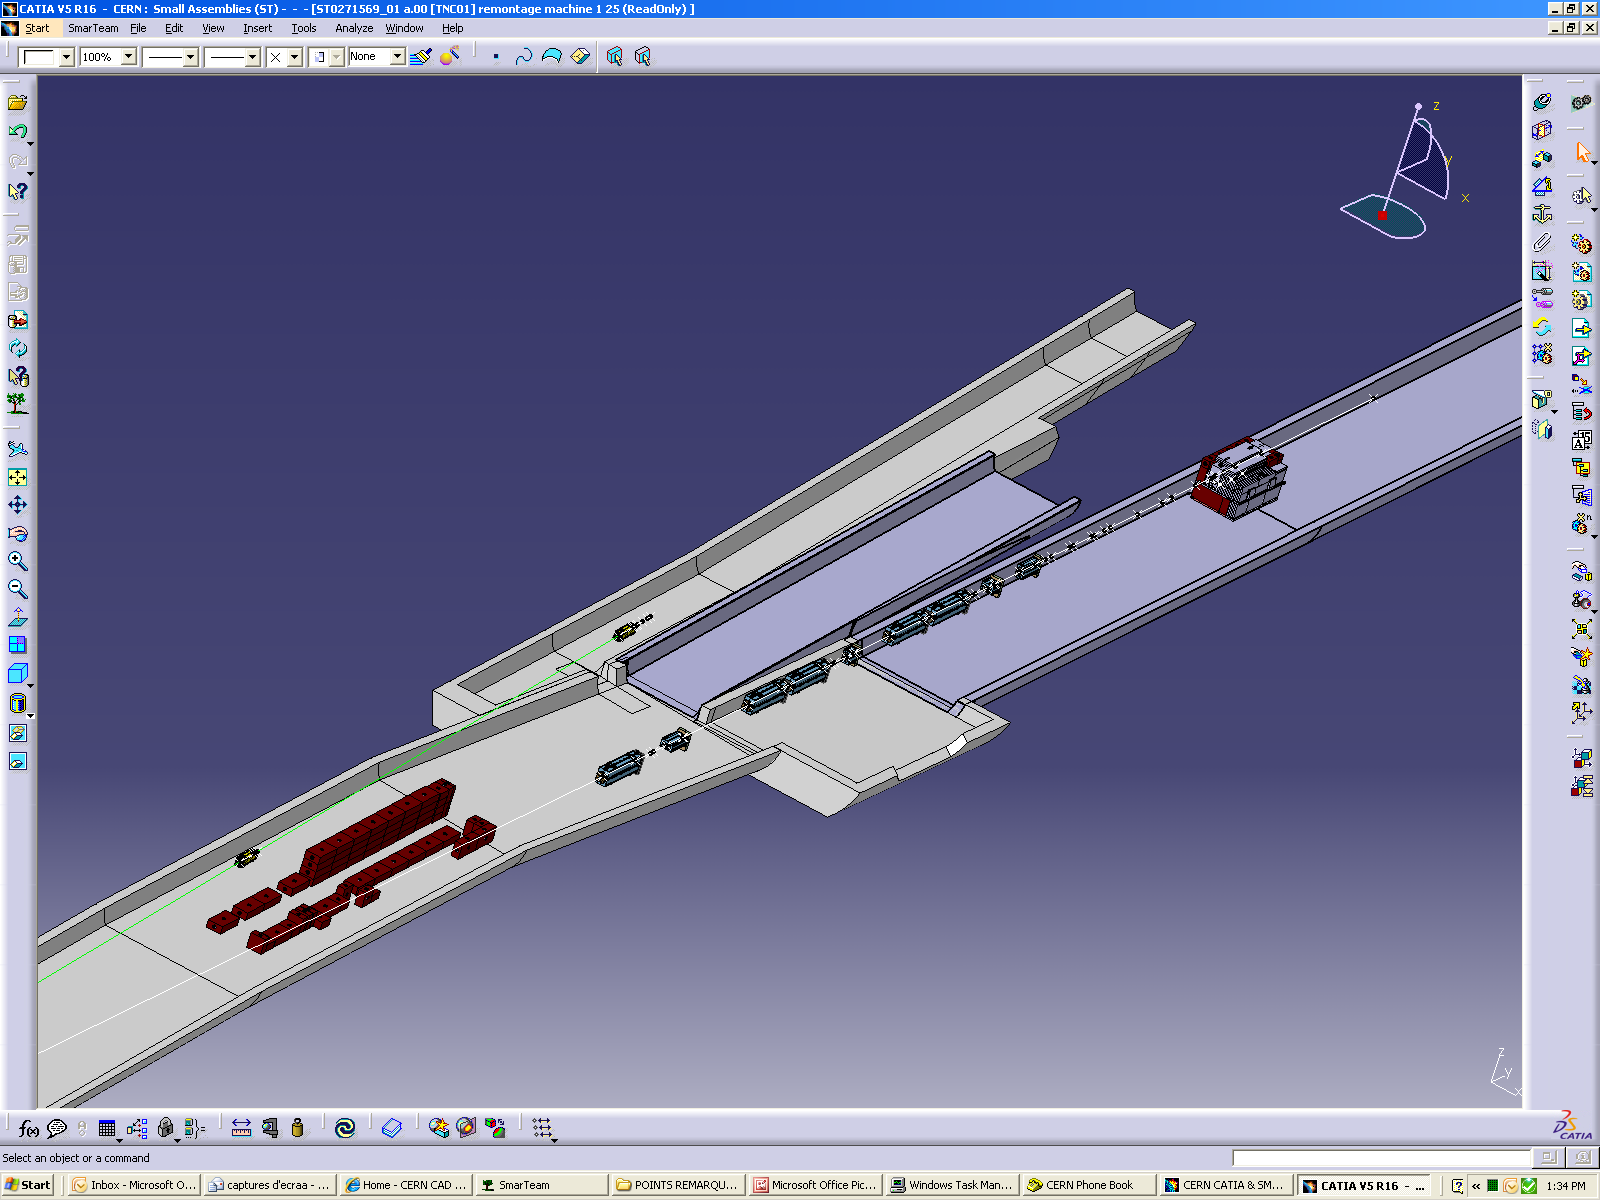 CATIA V5 R16 - CERN : Small Assemblies (ST) - - - [ST0271569_01 a.00 [TNC01] remontage machine 1 25 (ReadOnly) ]
Start SmarTeam File Edit View Insert Tools Analyze Window Help
100% None
Z
Y
X
Z
Y
X
f(x)
DS
CATIA
Select an object or a command
Start Inbox - Microsoft O... captures d'ecraa - ... Home - CERN CAD ... SmarTeam POINTS REMARQU... Microsoft Office Pic... Windows Task Man... CERN Phone Book CERN CATIA & SM... CATIA V5 R16 - ... 1:34 PM